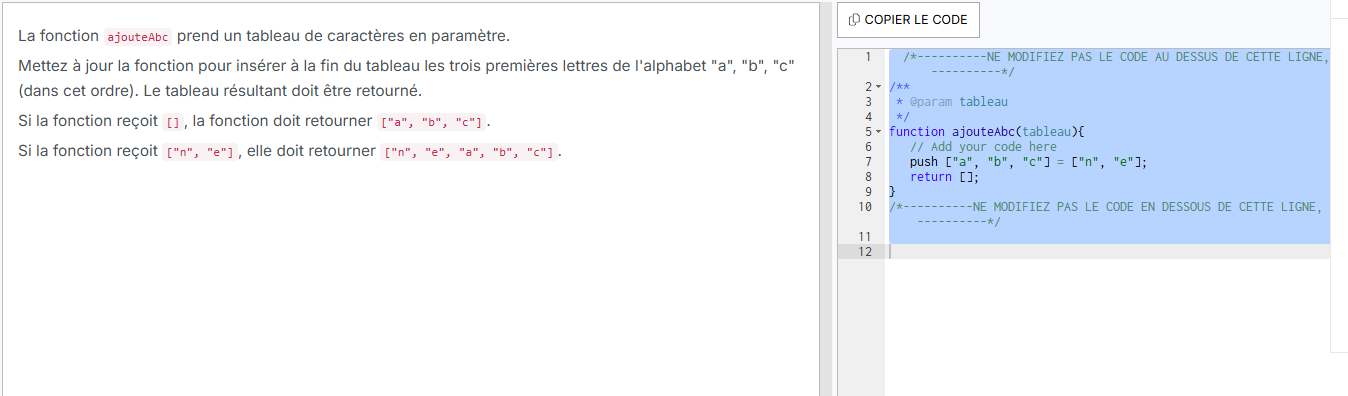 La fonction ajouteAbc prend un tableau de caractères en paramètre.
Mettez à jour la fonction pour insérer à la fin du tableau les trois premières lettres de l'alphabet "a", "b", "c"
(dans cet ordre). Le tableau résultant doit être retourné.
Si la fonction reçoit [], la fonction doit retourner ["a", "b", "c"].
Si la fonction reçoit ["n", "e"], elle doit retourner ["n", "e", "a", "b", "c"].
COPIER LE CODE
1 /*----------NE MODIFIEZ PAS LE CODE AU DESSUS DE CETTE LIGNE,
----------*/
2 /**
3 * @param tableau
4 */
5 function ajouteAbc(tableau){
6 // Add your code here
7 push ["a", "b", "c"] = ["n", "e"];
8 return [];
9 }
10 /*----------NE MODIFIEZ PAS LE CODE EN DESSOUS DE CETTE LIGNE,
----------*/
11
12